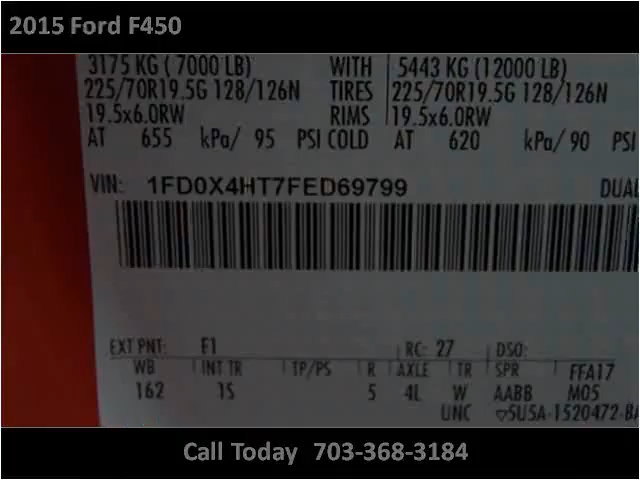 2015 Ford F450
3175 KG ( 7000 LB) WITH 5443 KG (12000 LB)
225/70R19.5G 128/126N TIRES 225/70R19.5G 128/126N
19.5x6.0RW RIMS 19.5x6.0RW
AT 655 kPa/ 95 PSI COLD AT 620 kPa/ 90 PSI
VIN: 1FD0X4HT7FED69799
DUAL
EXT PNT: F1 RC: 27 DSO:
WB INT TR TP/PS R AXLE TR SPR FFA17
162 1S 5 4L W AABB M05
UNC ▽5U5A-1520472-BA
Call Today 703-368-3184